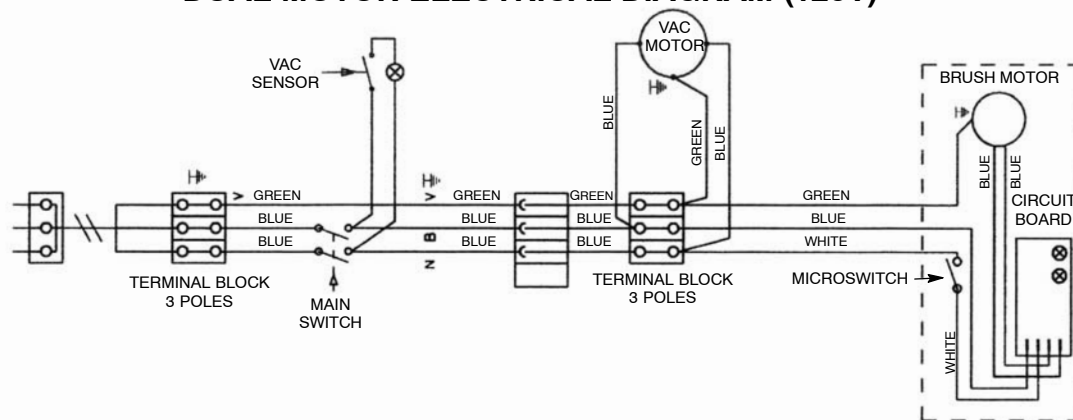 VAC
SENSOR
VAC
MOTOR
BRUSH MOTOR
BLUE
GREEN
BLUE
BLUE
BLUE
CIRCUIT
BOARD
V
GREEN
V
GREEN
GREEN
GREEN
BLUE
B
BLUE
BLUE
BLUE
BLUE
N
BLUE
BLUE
WHITE
TERMINAL BLOCK
3 POLES
MAIN
SWITCH
TERMINAL BLOCK
3 POLES
MICROSWITCH
WHITE